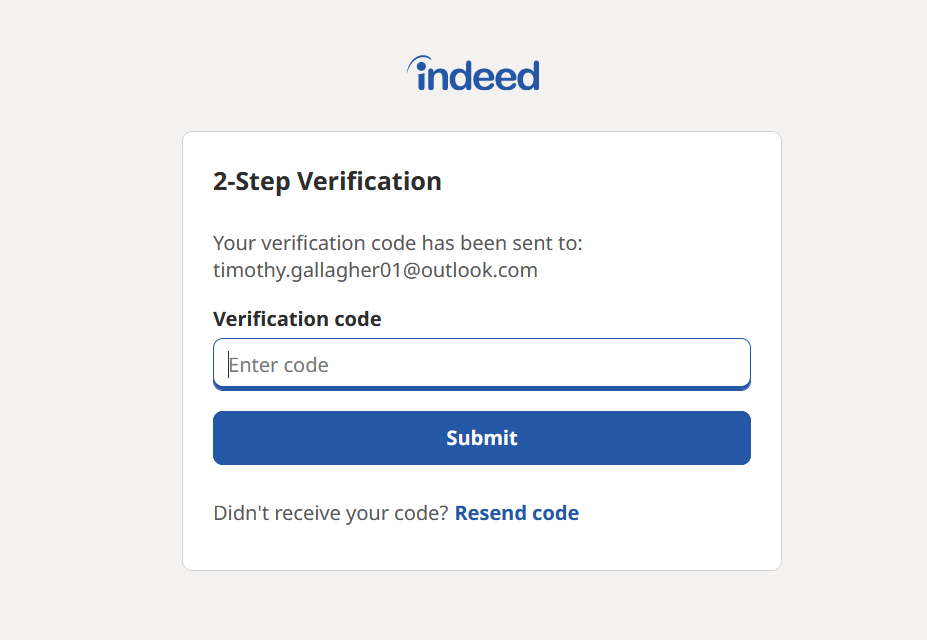 indeed
2-Step Verification
Your verification code has been sent to:
timothy.gallagher01@outlook.com
Verification code
Enter code
Submit
Didn't receive your code? Resend code